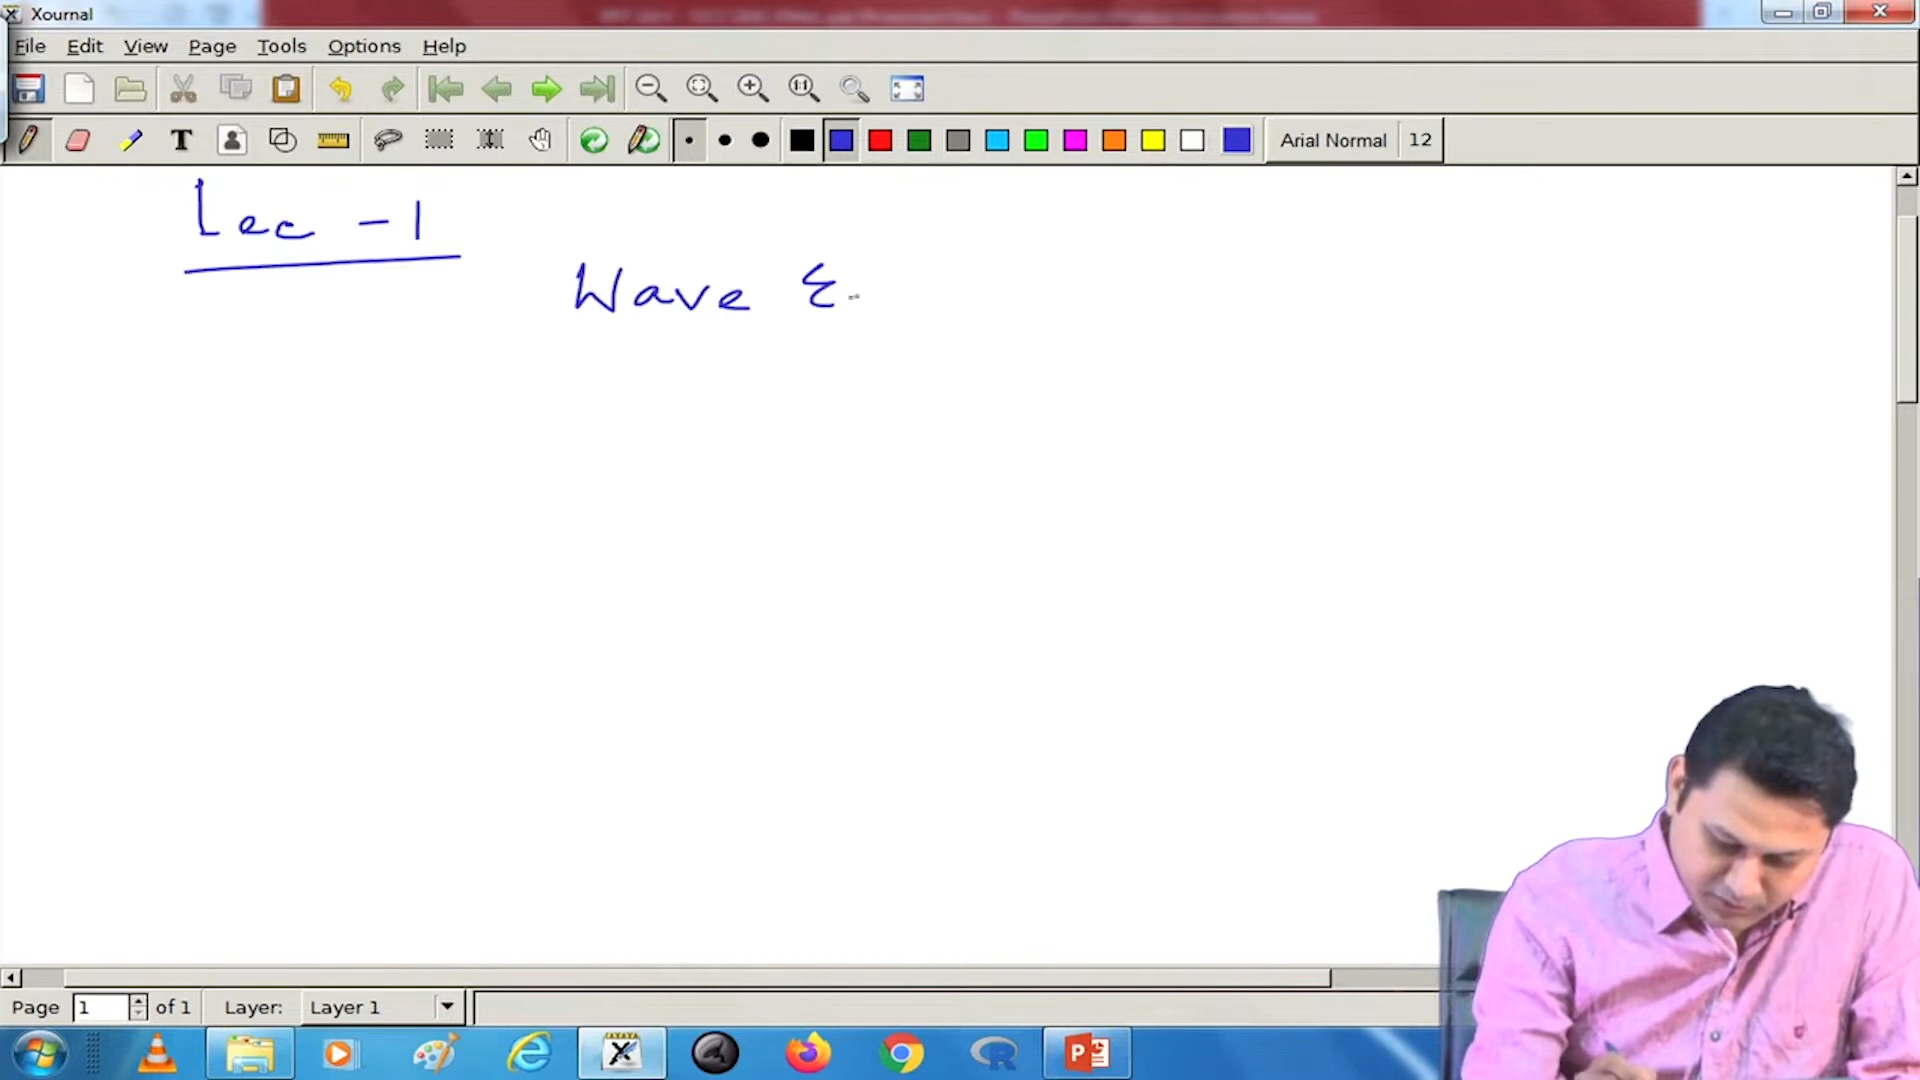 Xournal
File Edit View Page Tools Options Help
T Arial Normal 12
Lec - 1
Wave E
Page 1 of 1 Layer: Layer 1